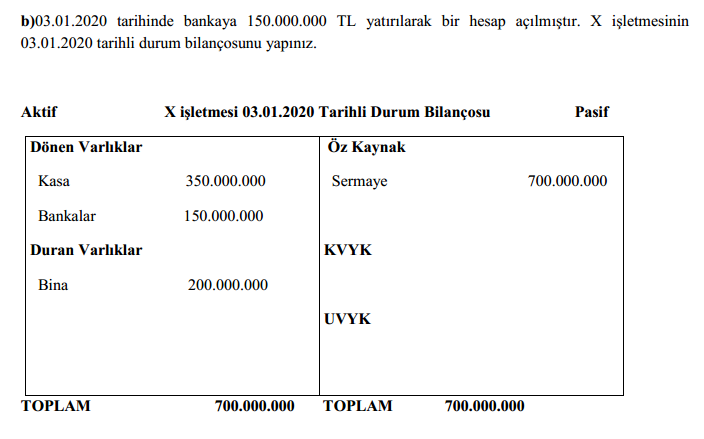 b)03.01.2020 tarihinde bankaya 150.000.000 TL yatırılarak bir hesap açılmıştır. X işletmesinin
03.01.2020 tarihli durum bilançosunu yapınız.
Aktif X işletmesi 03.01.2020 Tarihli Durum Bilançosu Pasif
Dönen Varlıklar Öz Kaynak
Kasa 350.000.000 Sermaye 700.000.000
Bankalar 150.000.000
Duran Varlıklar KVYK
Bina 200.000.000
UVYK
TOPLAM 700.000.000 TOPLAM 700.000.000